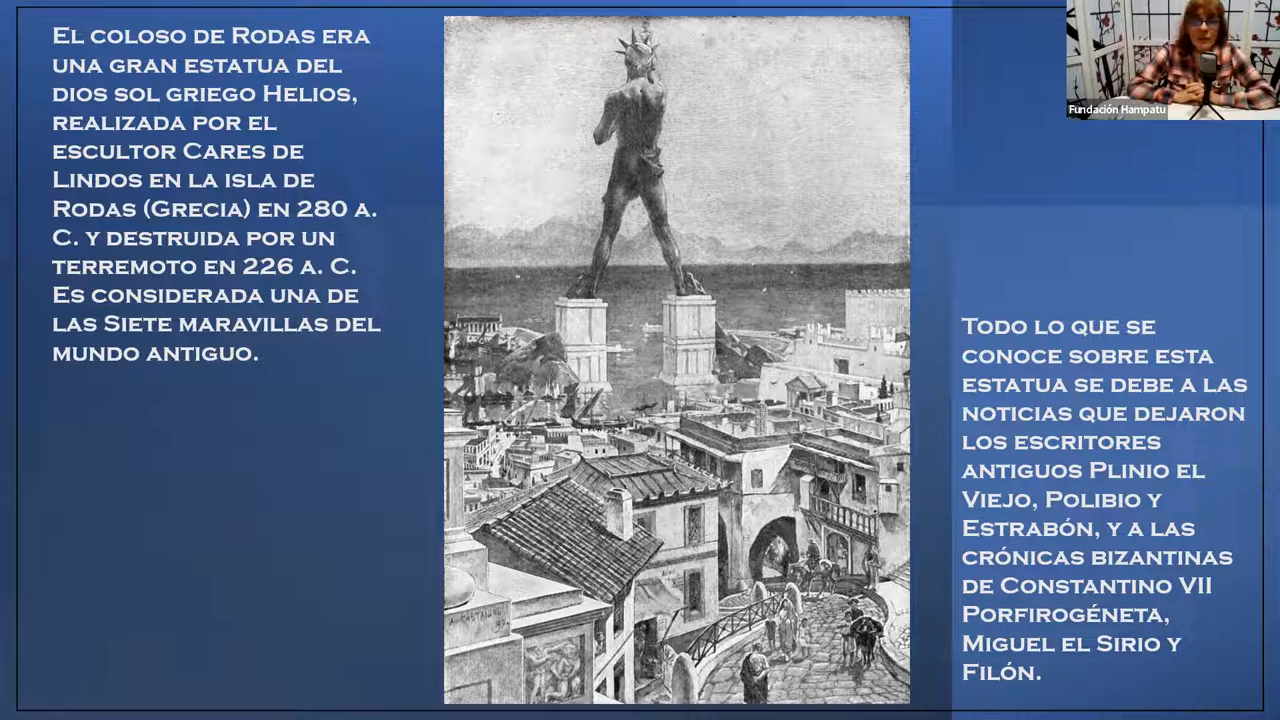 El coloso de Rodas era
una gran estatua del
dios sol griego Helios,
realizada por el
escultor Cares de
Lindos en la isla de
Rodas (Grecia) en 280 a.
C. y destruida por un
terremoto en 226 a. C.
Es considerada una de
las Siete maravillas del
mundo antiguo.
Fundación Hampatu
Todo lo que se
conoce sobre esta
estatua se debe a las
noticias que dejaron
los escritores
antiguos Plinio el
Viejo, Polibio y
Estrabón, y a las
crónicas bizantinas
de Constantino VII
Porfirogéneta,
Miguel el Sirio y
Filón.